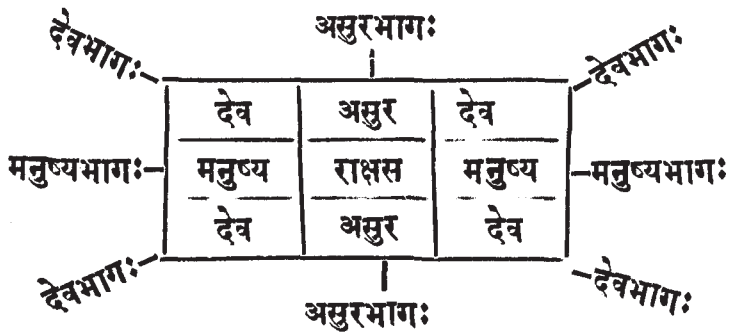 देवभागः असुरभागः देवभागः
देव असुर देव
मनुष्यभागः मनुष्य राक्षस मनुष्य मनुष्यभागः
देव असुर देव
देवभागः असुरभागः देवभागः